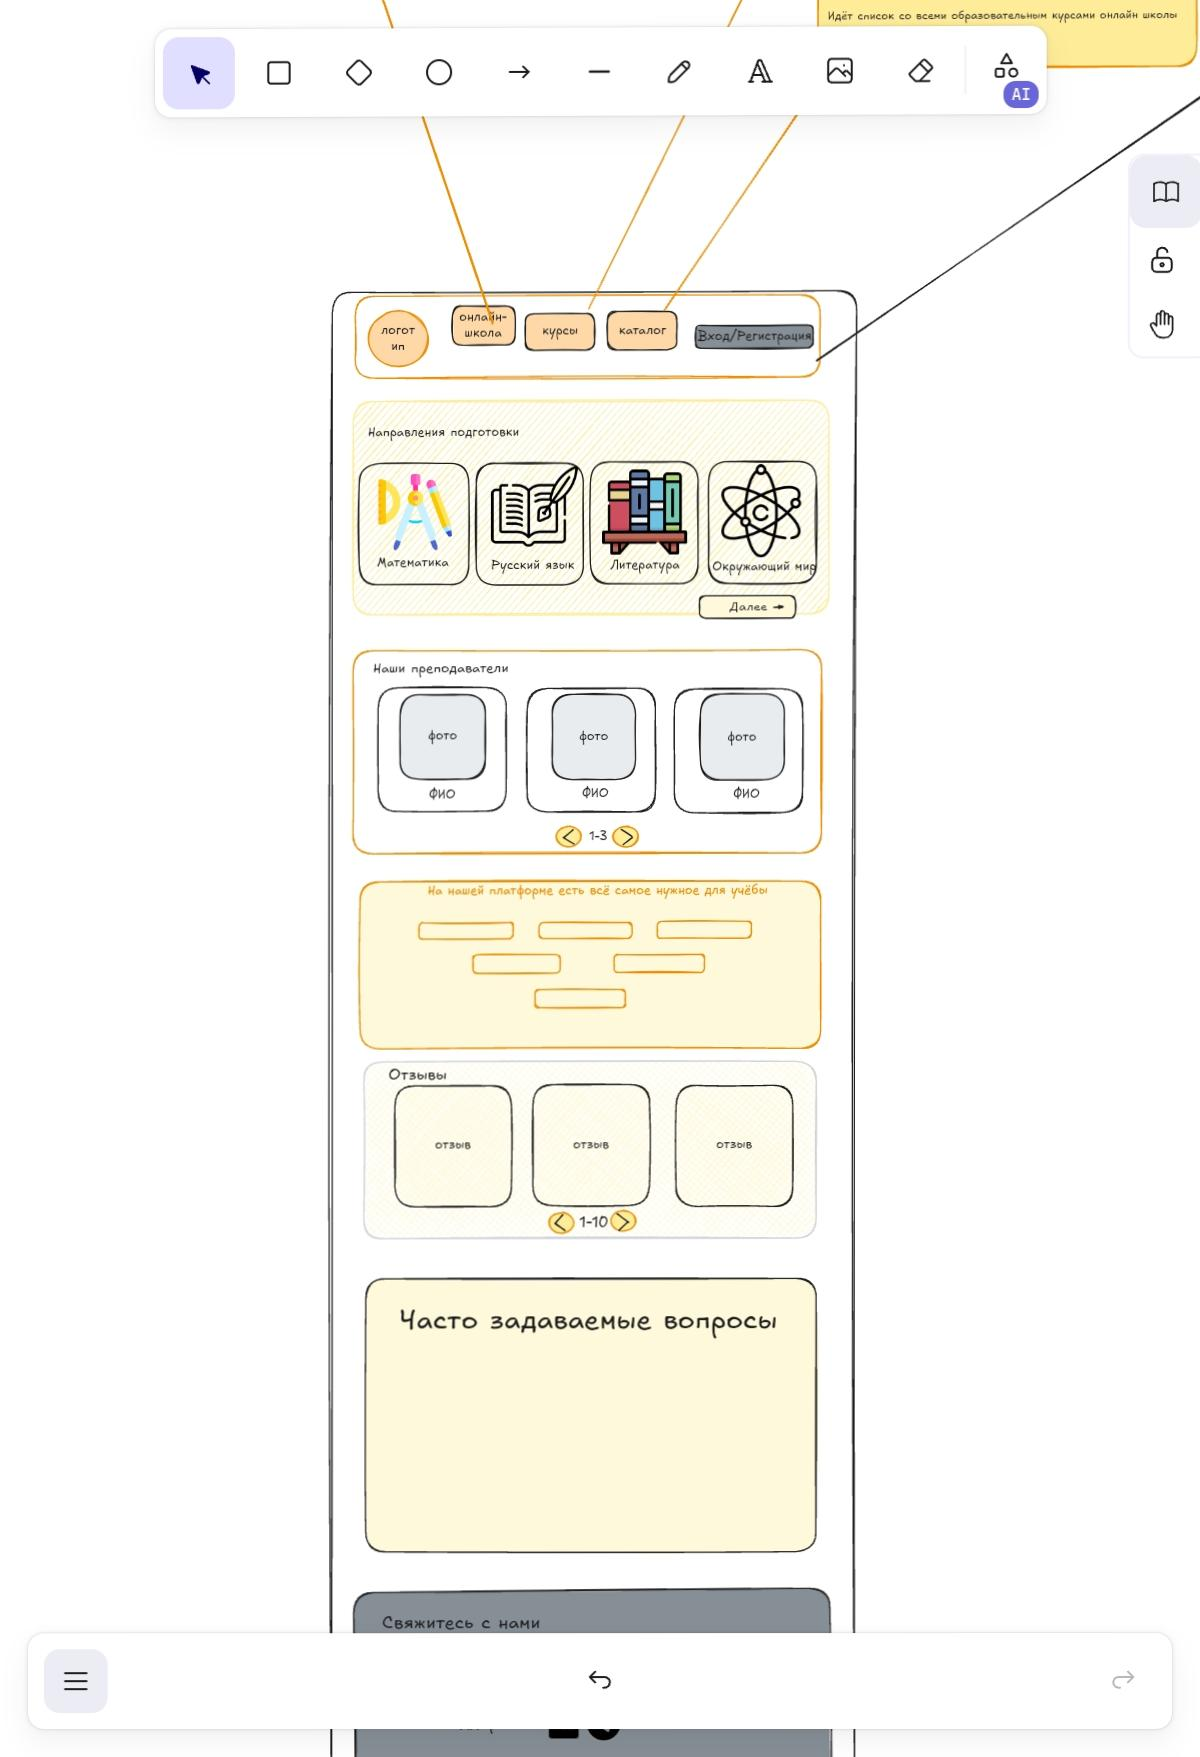 Идёт список со всеми образовательным курсами онлайн школы
AI
логот
ип
онлайн-
школа
курсы
каталог
Вход/Регистрация
Направления подготовки
Математика
Русский язык
Литература
Окружающий мир
Далее
Наши преподаватели
фото
фото
фото
ФИО
ФИО
ФИО
1-3
На нашей платформе есть всё самое нужное для учёбы
Отзывы
отзыв
отзыв
отзыв
1-10
Часто задаваемые вопросы
Свяжитесь с нами